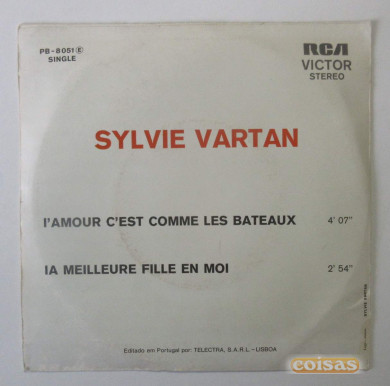 PB-8051 E
SINGLE
RCA
VICTOR
STEREO
SYLVIE VARTAN
l'AMOUR C'EST COMME LES BATEAUX 4' 07"
lA MEILLEURE FILLE EN MOI 2' 54"
Editado em Portugal por: TELECTRA, S.A.R.L. - LISBOA
coisas